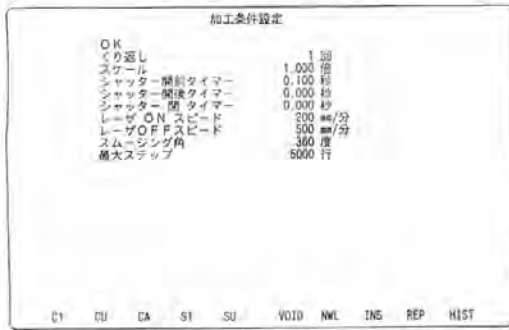 加工条件設定
OK
くり返し 1 回
スケール 1.000 倍
シャッター開前タイマー 0.100 秒
シャッター開後タイマー 0.000 秒
シャッター 閉 タイマー 0.000 秒
レーザ ON スピード 200 mm/分
レーザOFFスピード 500 mm/分
スムージング角 360 度
最大ステップ 5000 行
C1 CU CA S1 SU VOID NWL INS REP HIST